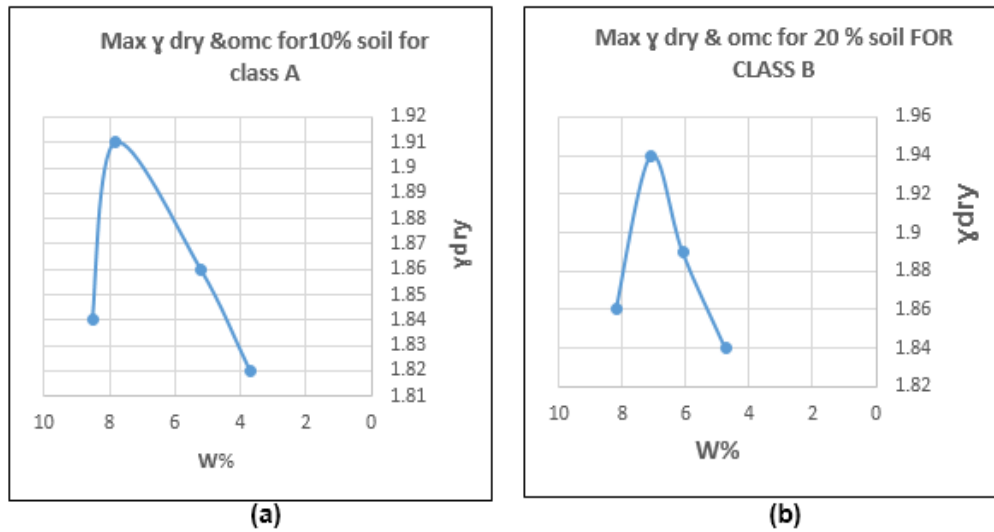 Max ɣ dry &omc for10% soil for
class A
1.92
1.91
1.9
1.89
1.88
1.87
1.86
1.85
1.84
1.83
1.82
1.81
ɣdry
10 8 6 4 2 0
W%
(a)
Max ɣ dry & omc for 20 % soil FOR
CLASS B
1.96
1.94
1.92
1.9
1.88
1.86
1.84
1.82
ɣdry
10 8 6 4 2 0
W%
(b)